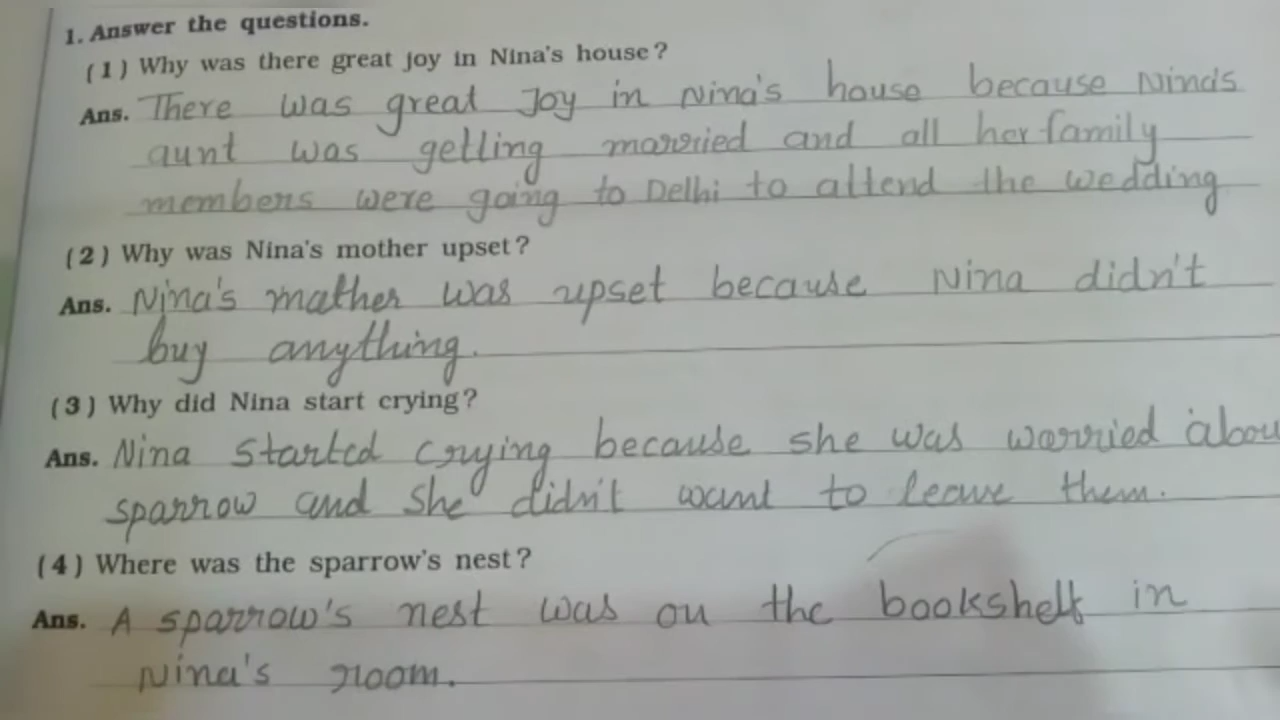 1. Answer the questions.
(1) Why was there great joy in Nina's house?
Ans. There was great Joy in Nina's house because Nina's
aunt was getting married and all her family
members were going to Delhi to attend the wedding
(2) Why was Nina's mother upset?
Ans. Nina's mather was upset because Nina didn't
buy anything.
(3) Why did Nina start crying?
Ans. Nina started crying because she was worried abou
sparrow and she didn't want to leave them.
(4) Where was the sparrow's nest?
Ans. A sparrow's nest was on the bookshelf in
Nina's room.